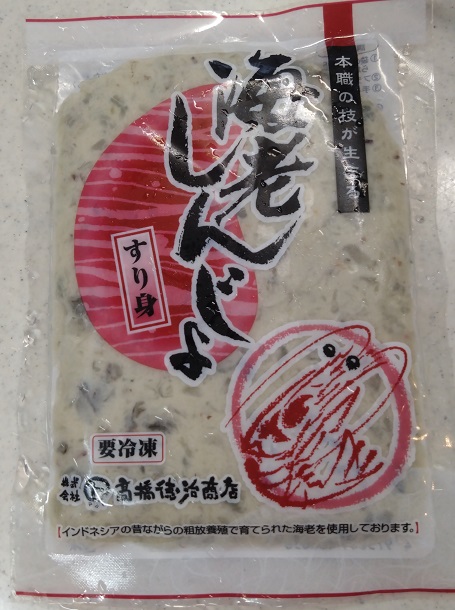 本職の技が生きる
海老しんじょ
すり身
要冷凍
株式会社 高橋徳治商店
【インドネシアの昔ながらの粗放養殖で育てられた海老を使用しております。】